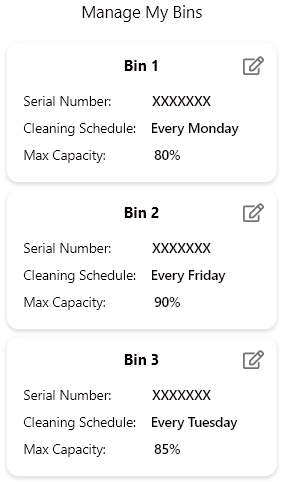 Manage My Bins
Bin 1
Serial Number: XXXXXXX
Cleaning Schedule: Every Monday
Max Capacity: 80%
Bin 2
Serial Number: XXXXXXX
Cleaning Schedule: Every Friday
Max Capacity: 90%
Bin 3
Serial Number: XXXXXXX
Cleaning Schedule: Every Tuesday
Max Capacity: 85%